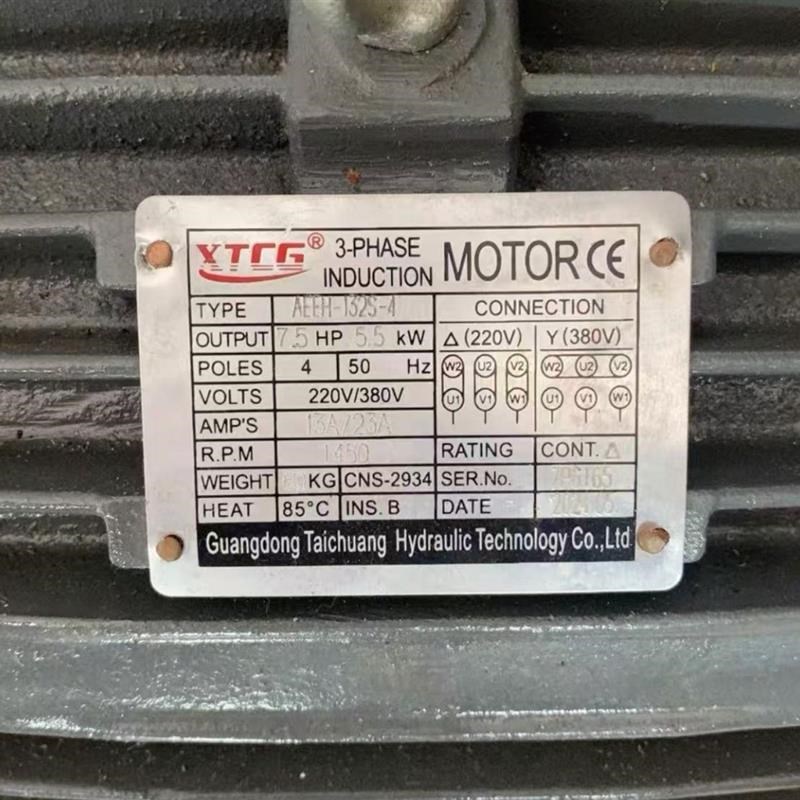 XTCG® 3-PHASE INDUCTION MOTOR CE
TYPE AEEH-132S-4 CONNECTION
OUTPUT 7.5 HP 5.5 kW Δ (220V) Y (380V)
POLES 4 50 Hz W2 U2 V2 W2 U2 V2
VOLTS 220V/380V U1 V1 W1 U1 V1 W1
AMP'S 13A/23A
R.P.M 1450 RATING CONT. Δ
WEIGHT KG CNS-2934 SER.No.
HEAT 85°C INS. B DATE
Guangdong Taichuang Hydraulic Technology Co.,Ltd